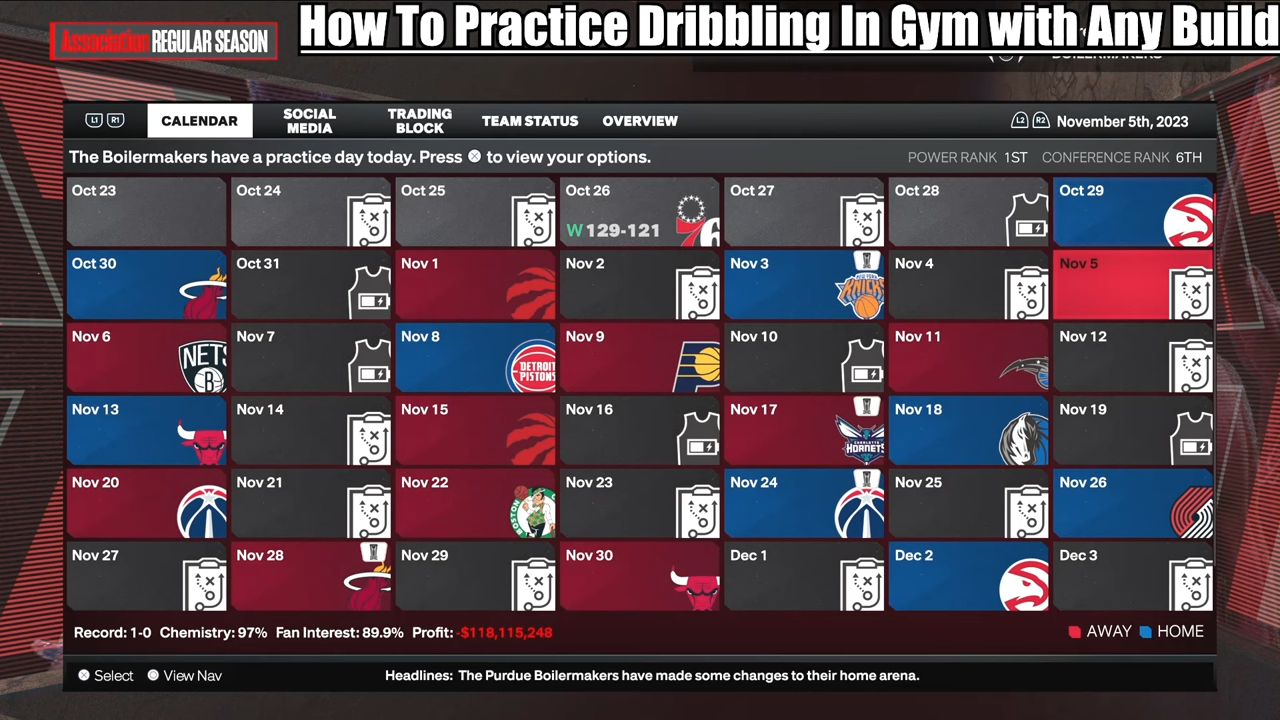 How To Practice Dribbling In Gym with Any Build
Association REGULAR SEASON
L1 R1 CALENDAR SOCIAL MEDIA TRADING BLOCK TEAM STATUS OVERVIEW L2 R2 November 5th, 2023
The Boilermakers have a practice day today. Press to view your options. POWER RANK 1ST CONFERENCE RANK 6TH
Oct 23 Oct 24 Oct 25 Oct 26 Oct 27 Oct 28 Oct 29
W 129-121
Oct 30 Oct 31 Nov 1 Nov 2 Nov 3 Nov 4 Nov 5
KNICKS
Nov 6 Nov 7 Nov 8 Nov 9 Nov 10 Nov 11 Nov 12
NETS B DETROIT PISTONS
Nov 13 Nov 14 Nov 15 Nov 16 Nov 17 Nov 18 Nov 19
CHARLOTTE HORNETS
Nov 20 Nov 21 Nov 22 Nov 23 Nov 24 Nov 25 Nov 26
BOSTON
Nov 27 Nov 28 Nov 29 Nov 30 Dec 1 Dec 2 Dec 3
Record: 1-0 Chemistry: 97% Fan Interest: 89.9% Profit: -$118,115,248 AWAY HOME
Select View Nav Headlines: The Purdue Boilermakers have made some changes to their home arena.